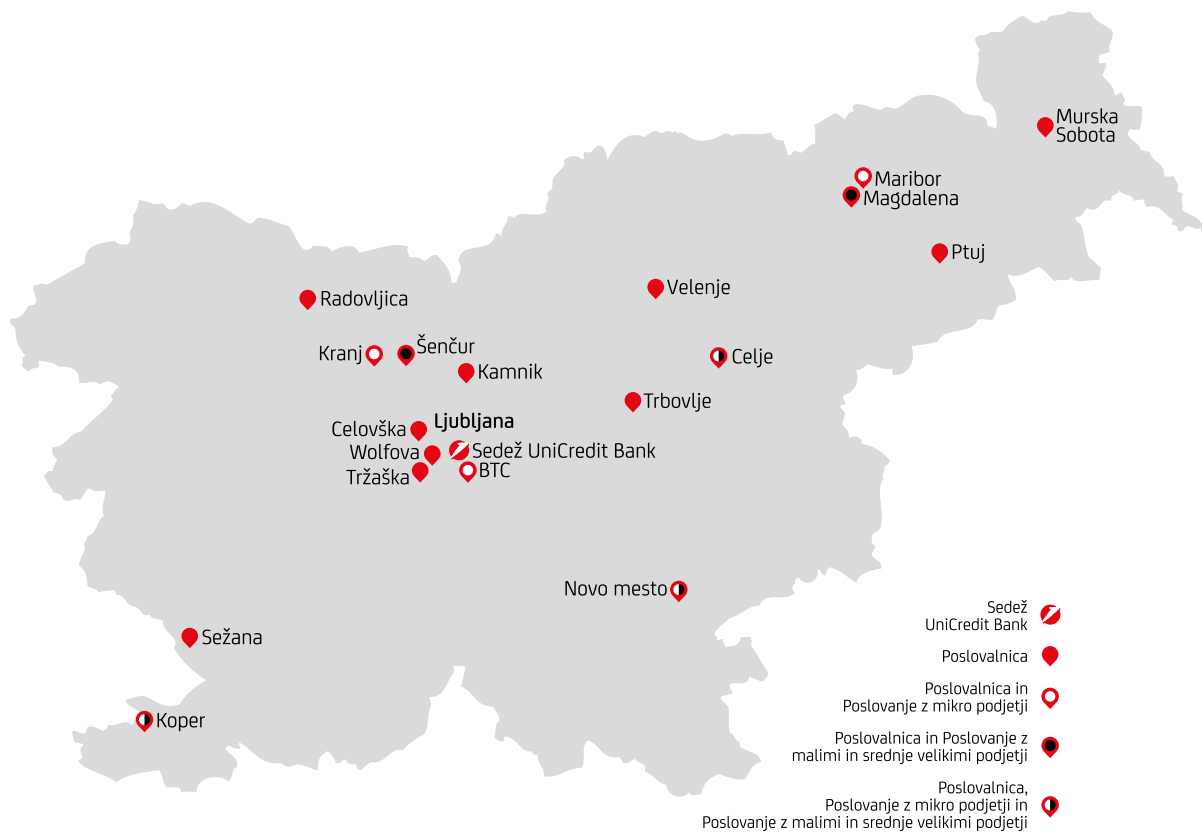 Murska
Sobota
Maribor
Magdalena
Ptuj
Velenje
Radovljica
Šenčur
Kranj
Celje
Kamnik
Trbovlje
Ljubljana
Celovška
Wolfova
Sedež UniCredit Bank
Tržaška
BTC
Novo mesto
Sežana
Koper
Sedež
UniCredit Bank
Poslovalnica
Poslovalnica in
Poslovanje z mikro podjetji
Poslovalnica in Poslovanje z
malimi in srednje velikimi podjetji
Poslovalnica,
Poslovanje z mikro podjetji in
Poslovanje z malimi in srednje velikimi podjetji